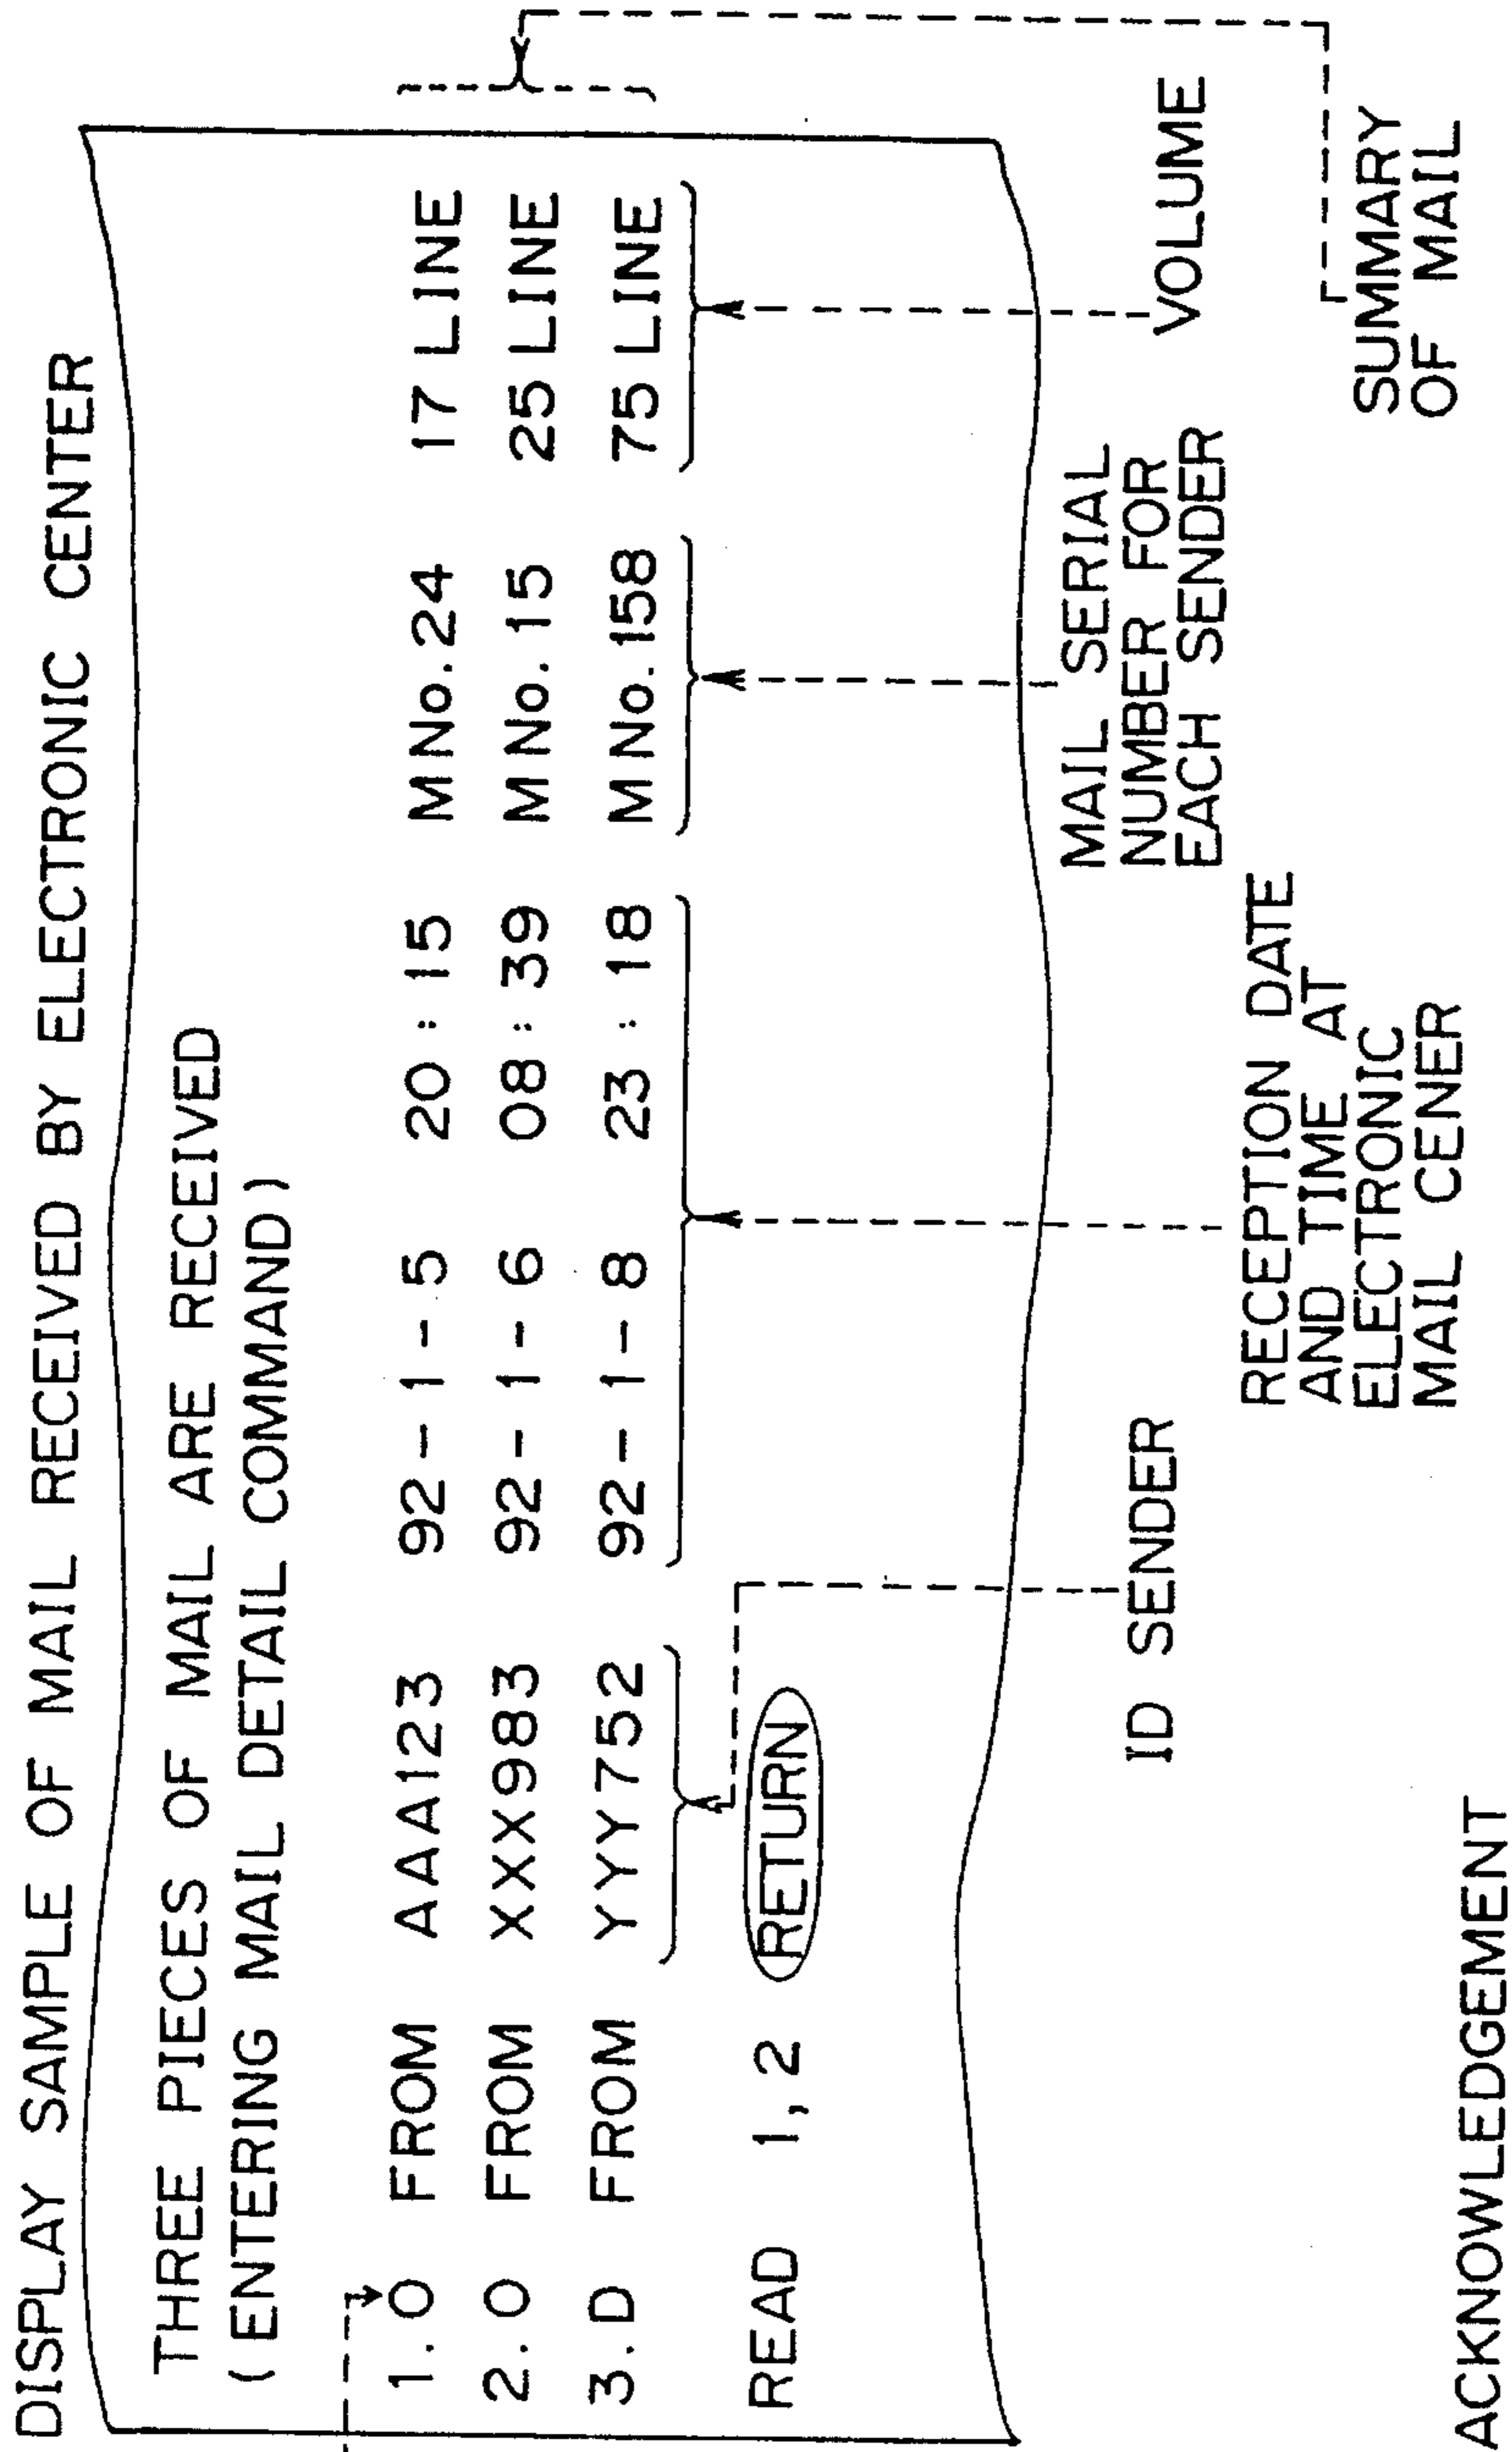 DISPLAY SAMPLE OF MAIL RECEIVED BY ELECTRONIC CENTER
THREE PIECES OF MAIL ARE RECEIVED
(ENTERING MAIL DETAIL COMMAND)
1.O FROM AAA123 92-1-5 20:15 MNo.24 17 LINE
2.O FROM XXX983 92-1-6 08:39 MNo.15 25 LINE
3.D FROM YYY752 92-1-8 23:18 MNo.158 75 LINE
READ 1,2 RETURN
ID SENDER
RECEPTION DATE
AND TIME AT
ELECTRONIC
MAIL CENER
MAIL SERIAL
NUMBER FOR
EACH SENDER
VOLUME
SUMMARY
OF MAIL
ACKNOWLEDGEMENT